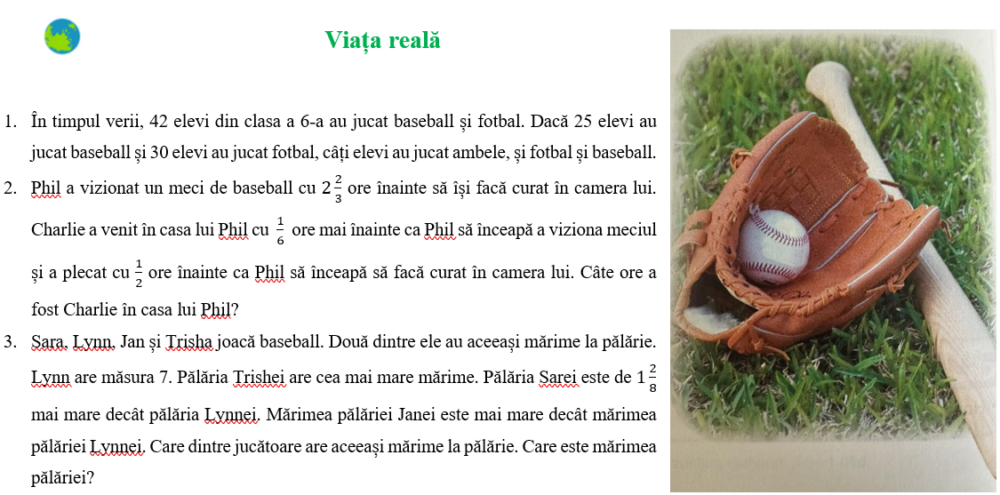 Viața reală
1. În timpul verii, 42 elevi din clasa a 6-a au jucat baseball și fotbal. Dacă 25 elevi au
jucat baseball și 30 elevi au jucat fotbal, câți elevi au jucat ambele, și fotbal și baseball.
2. Phil a vizionat un meci de baseball cu 2 2/3 ore înainte să își facă curat în camera lui.
Charlie a venit în casa lui Phil cu 1/6 ore mai înainte ca Phil să înceapă a viziona meciul
și a plecat cu 1/2 ore înainte ca Phil să înceapă să facă curat în camera lui. Câte ore a
fost Charlie în casa lui Phil?
3. Sara, Lynn, Jan și Trisha joacă baseball. Două dintre ele au aceeași mărime la pălărie.
Lynn are măsura 7. Pălăria Trishei are cea mai mare mărime. Pălăria Sarei este de 1 2/8
mai mare decât pălăria Lynnei. Mărimea pălăriei Janei este mai mare decât mărimea
pălăriei Lynnei. Care dintre jucătoare are aceeași mărime la pălărie. Care este mărimea
pălăriei?